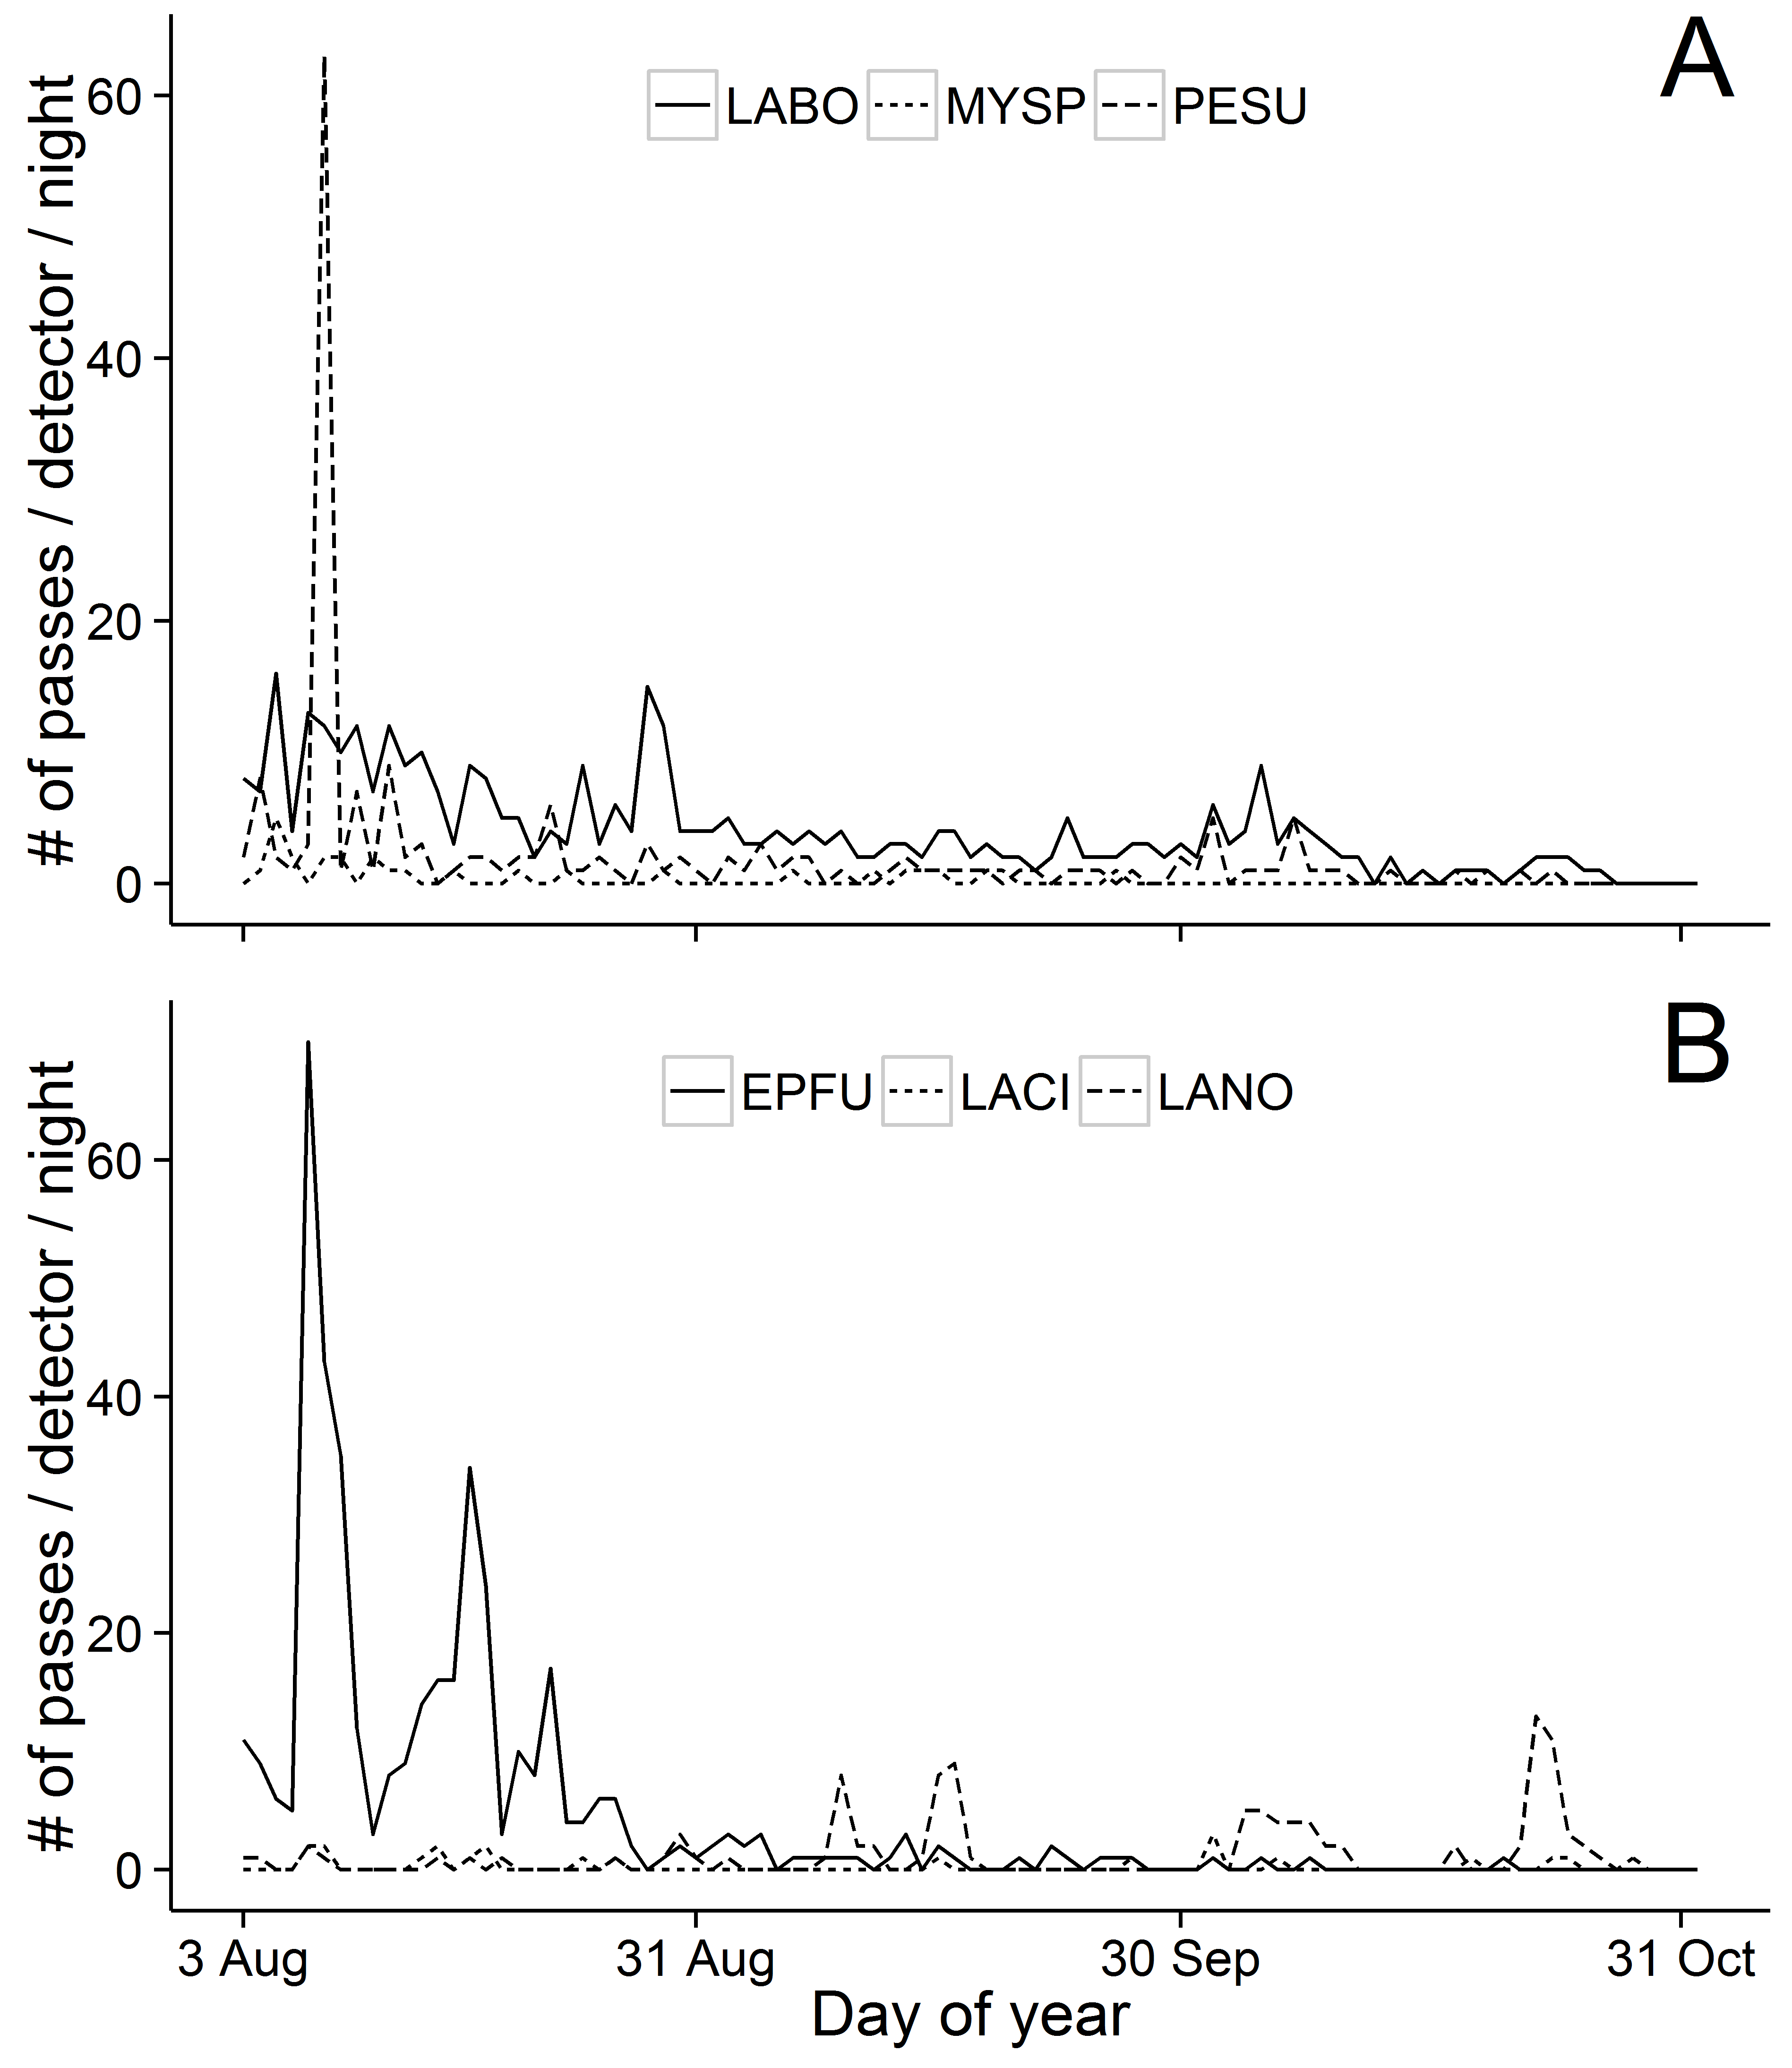 A
LABO MYSP PESU
# of passes / detector / night
60
40
20
0
B
EPFU LACI LANO
# of passes / detector / night
60
40
20
0
3 Aug 31 Aug 30 Sep 31 Oct
Day of year